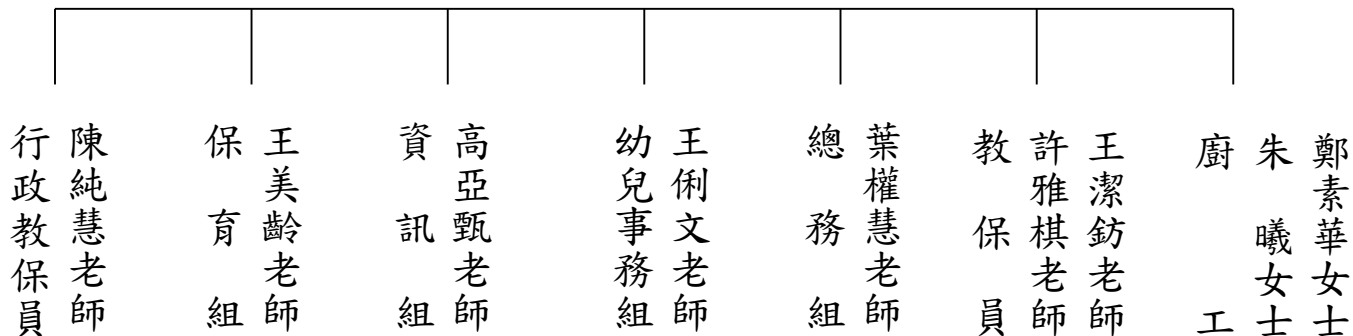 行政教保員
陳純慧老師
保育組
王美齡老師
資訊組
高亞甄老師
幼兒事務組
王俐文老師
總務組
葉權慧老師
教保員
許雅棋老師
王潔鈁老師
廚工
朱曦女士
鄭素華女士